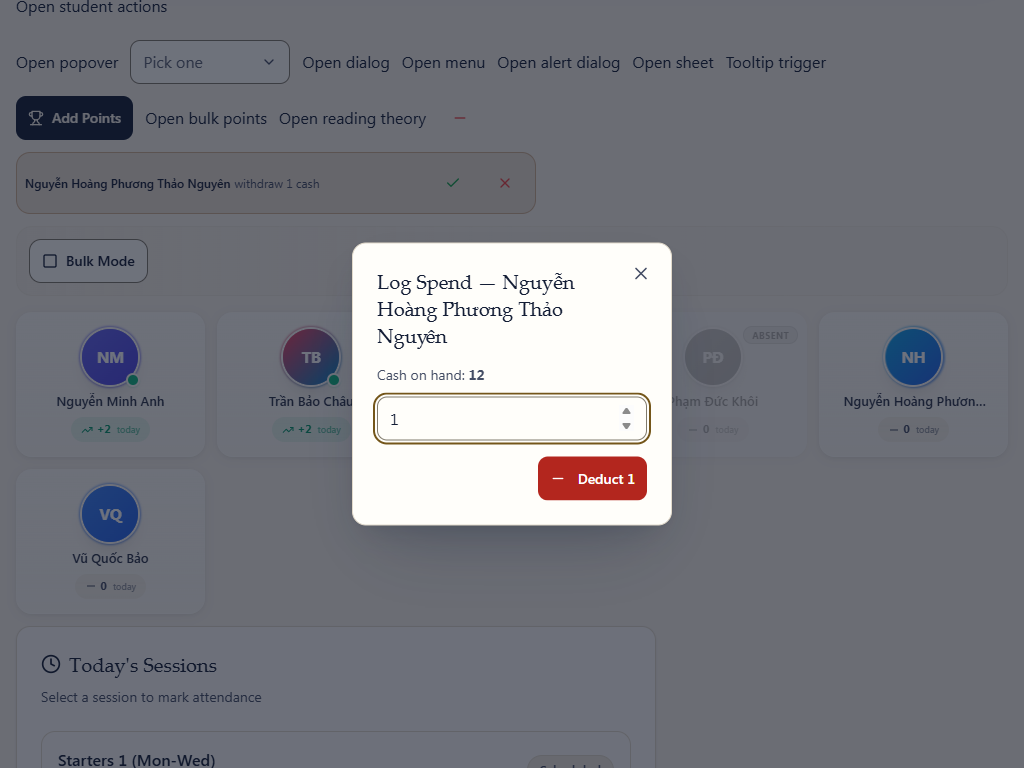 Open student actions
Open popover
Pick one
Open dialog
Open menu
Open alert dialog
Open sheet
Tooltip trigger
Add Points
Open bulk points
Open reading theory
Nguyễn Hoàng Phương Thảo Nguyên withdraw 1 cash
Bulk Mode
Log Spend — Nguyễn
Hoàng Phương Thảo
Nguyên
Cash on hand: 12
1
Deduct 1
NM
Nguyễn Minh Anh
+2 today
TB
Trần Bảo Châu
+2 today
ABSENT
PĐ
Phạm Đức Khôi
0 today
NH
Nguyễn Hoàng Phươn...
0 today
VQ
Vũ Quốc Bảo
0 today
Today's Sessions
Select a session to mark attendance
Starters 1 (Mon-Wed)